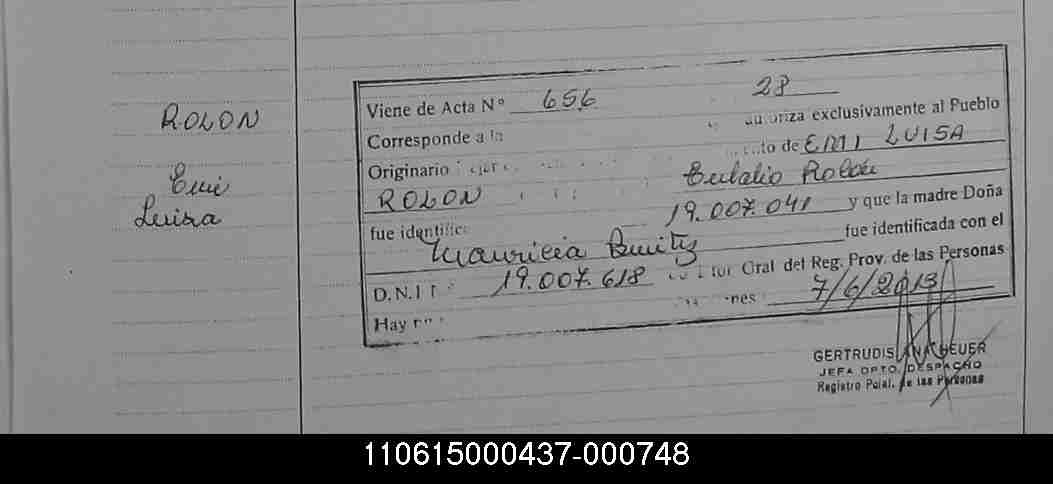 ROLON
Emi
Luisa
Viene de Acta Nº 656 28
Corresponde a la autoriza exclusivamente al Pueblo
Originario de EMI LUISA
ROLON Eulalio Rolón
fue identific 19.007.041 y que la madre Doña
Mauricia Benitez fue identificada con el
D.N.I 19.007.618 Gral del Reg. Prov. de las Personas
Hay nes 7/6/2013
GERTRUDIS
JEFA DPTO. DESPACHO
Registro Pcial. de las Personas
110615000437-000748